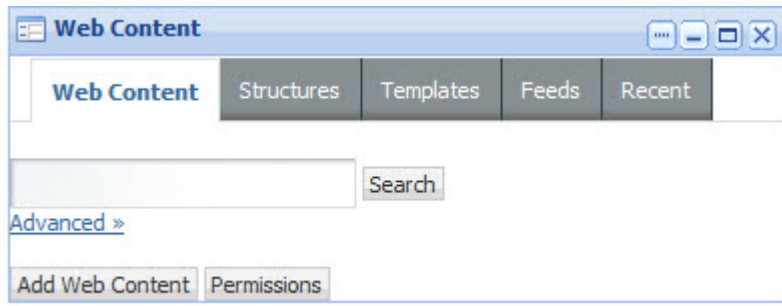 Web Content
Web Content Structures Templates Feeds Recent
Search
Advanced »
Add Web Content Permissions